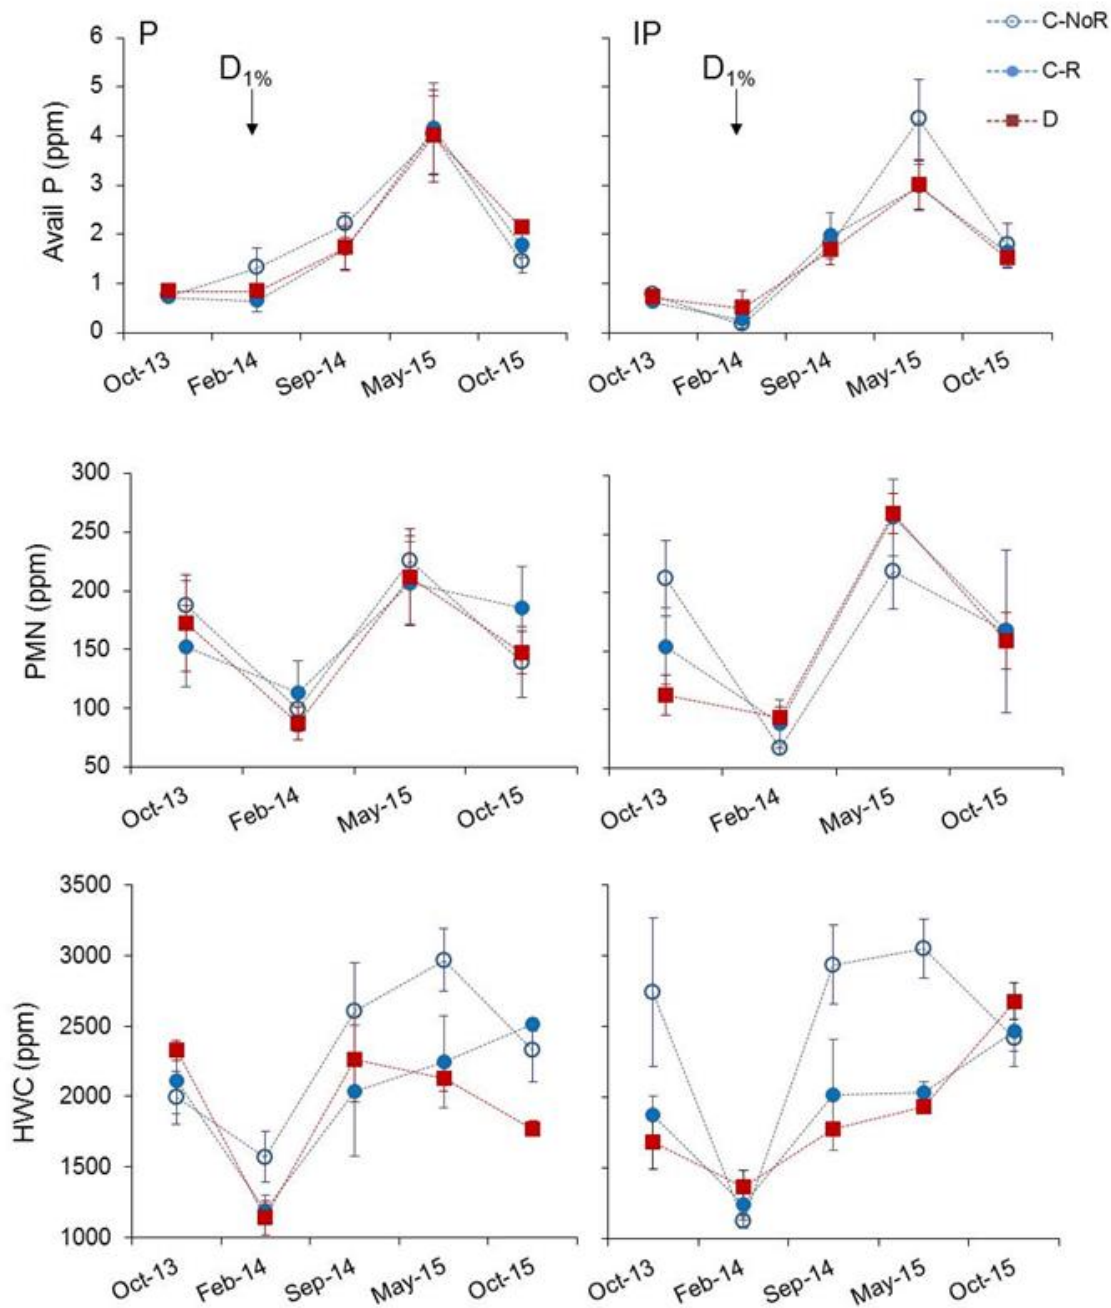 P
IP
C-NoR
C-R
D
D1%
D1%
Avail P (ppm)
6
5
4
3
2
1
0
Oct-13 Feb-14 Sep-14 May-15 Oct-15
Oct-13 Feb-14 Sep-14 May-15 Oct-15
PMN (ppm)
300
250
200
150
100
50
Oct-13 Feb-14 May-15 Oct-15
Oct-13 Feb-14 May-15 Oct-15
HWC (ppm)
3500
3000
2500
2000
1500
1000
Oct-13 Feb-14 Sep-14 May-15 Oct-15
Oct-13 Feb-14 Sep-14 May-15 Oct-15